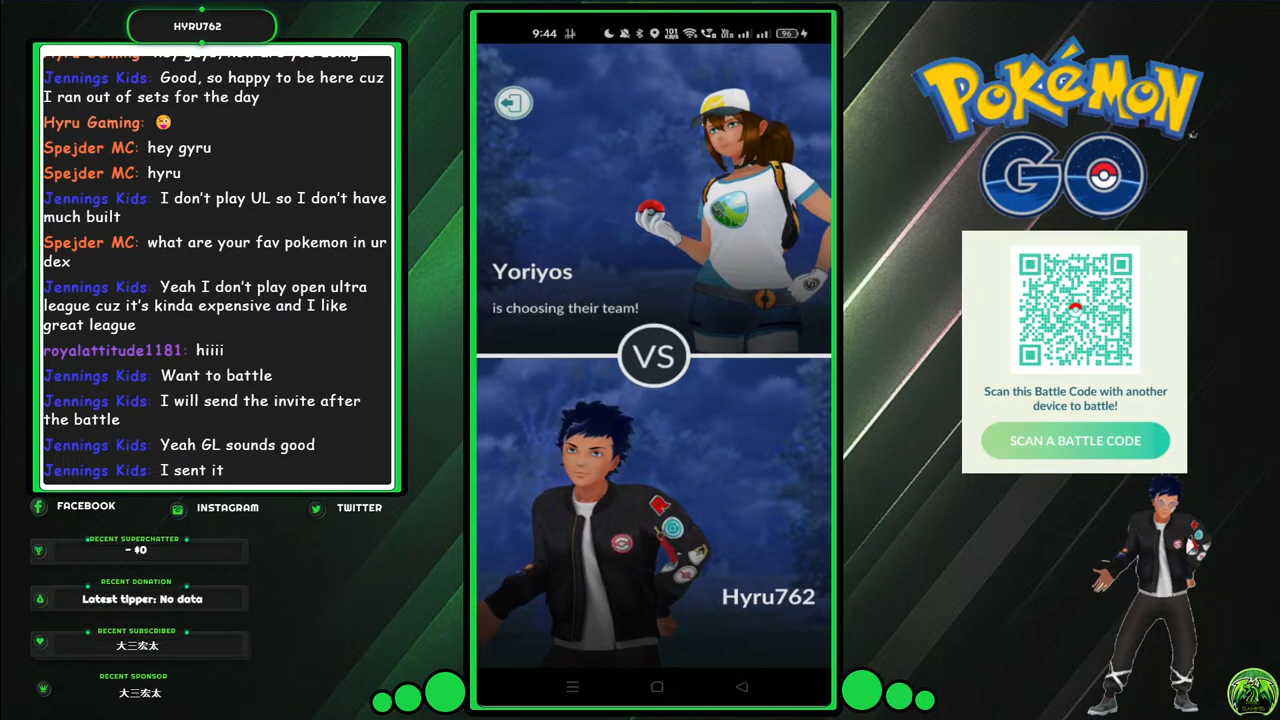 HYRU762
Jennings Kids: Good, so happy to be here cuz
I ran out of sets for the day
Hyru Gaming: 😜
Spejder MC: hey gyru
Spejder MC: hyru
Jennings Kids: I don't play UL so I don't have
much built
Spejder MC: what are your fav pokemon in ur
dex
Jennings Kids: Yeah I don't play open ultra
league cuz it's kinda expensive and I like
great league
royalattitude1181: hiiii
Jennings Kids: Want to battle
Jennings Kids: I will send the invite after
the battle
Jennings Kids: Yeah GL sounds good
Jennings Kids: I sent it
FACEBOOK
INSTAGRAM
TWITTER
RECENT SUPERCHATTER
- $0
RECENT DONATION
Latest tipper: No data
RECENT SUBSCRIBER
大三宏太
RECENT SPONSOR
大三宏太
9:44
96
Yoriyos
is choosing their team!
VS
Hyru762
POKéMON
GO
Scan this Battle Code with another
device to battle!
SCAN A BATTLE CODE